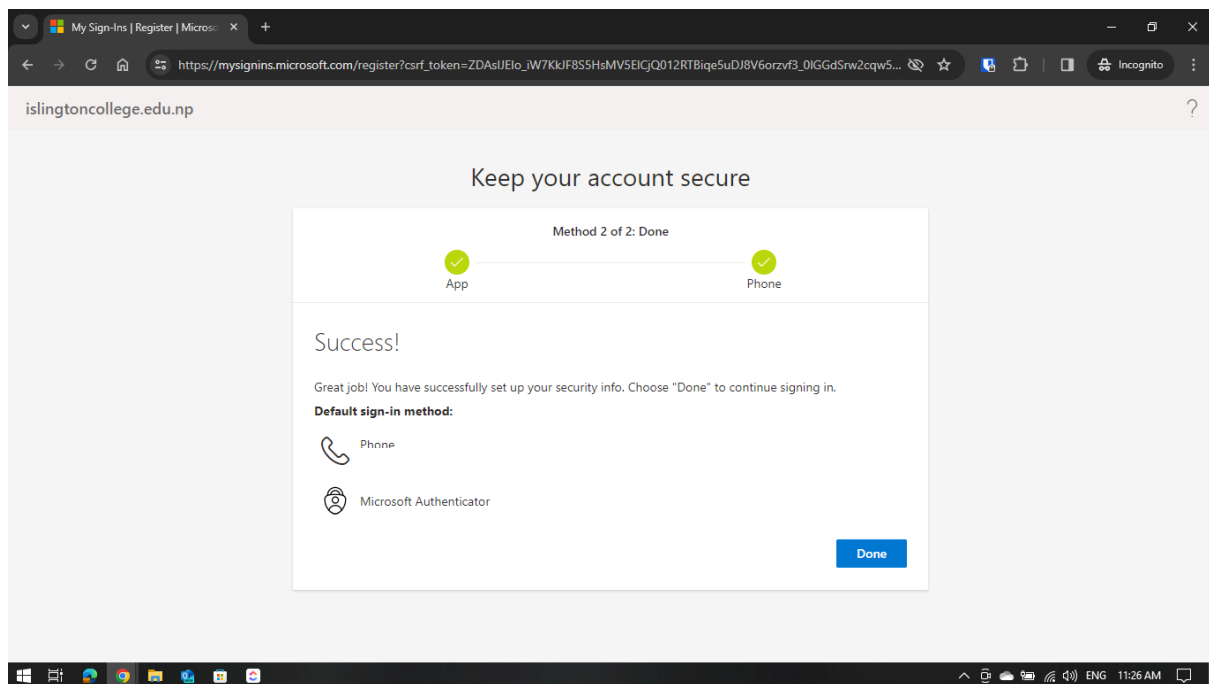 My Sign-Ins | Register | Microsc
https://mysignins.microsoft.com/register?csrf_token=ZDAslJElo_iW7KkJF8S5HsMV5ElCjQ012RTBiqe5uDJ8V6orzvf3_0lGGdSrw2cqw5...
Incognito
islingtoncollege.edu.np
?
Keep your account secure
Method 2 of 2: Done
App
Phone
Success!
Great job! You have successfully set up your security info. Choose "Done" to continue signing in.
Default sign-in method:
Phone
Microsoft Authenticator
Done
ENG 11:26 AM